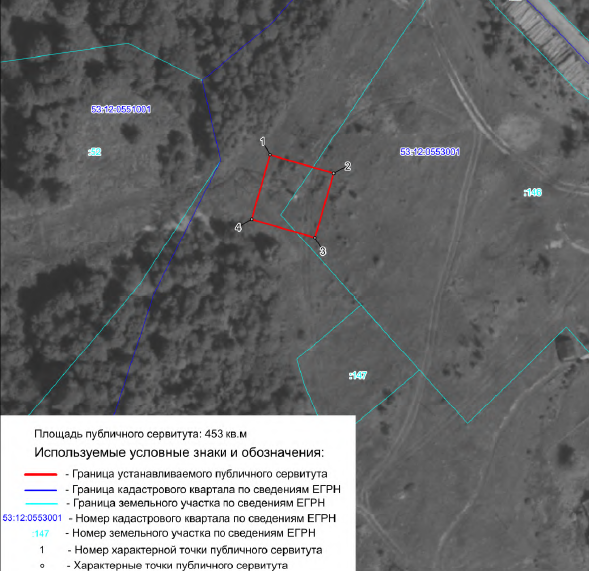 53:12:0551001
:52
1
2
53:12:0553001
:146
4
3
:147
Площадь публичного сервитута: 453 кв.м
Используемые условные знаки и обозначения:
- Граница устанавливаемого публичного сервитута
- Граница кадастрового квартала по сведениям ЕГРН
- Граница земельного участка по сведениям ЕГРН
53:12:0553001 - Номер кадастрового квартала по сведениям ЕГРН
:147 - Номер земельного участка по сведениям ЕГРН
1 - Номер характерной точки публичного сервитута
- Характерные точки публичного сервитута